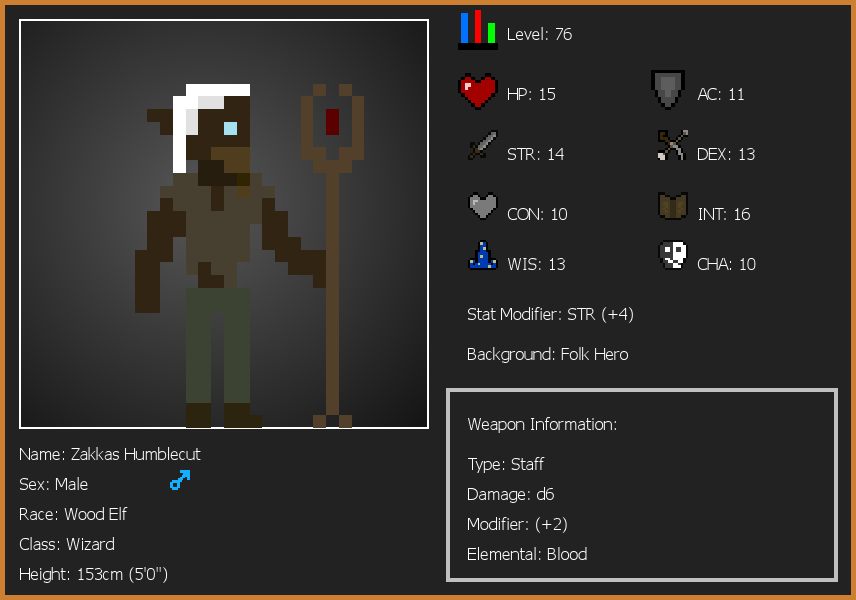 Level: 76
HP: 15
AC: 11
STR: 14
DEX: 13
CON: 10
INT: 16
WIS: 13
CHA: 10
Stat Modifier: STR (+4)
Background: Folk Hero
Weapon Information:
Type: Staff
Damage: d6
Modifier: (+2)
Elemental: Blood
Name: Zakkas Humblecut
Sex: Male
Race: Wood Elf
Class: Wizard
Height: 153cm (5'0")